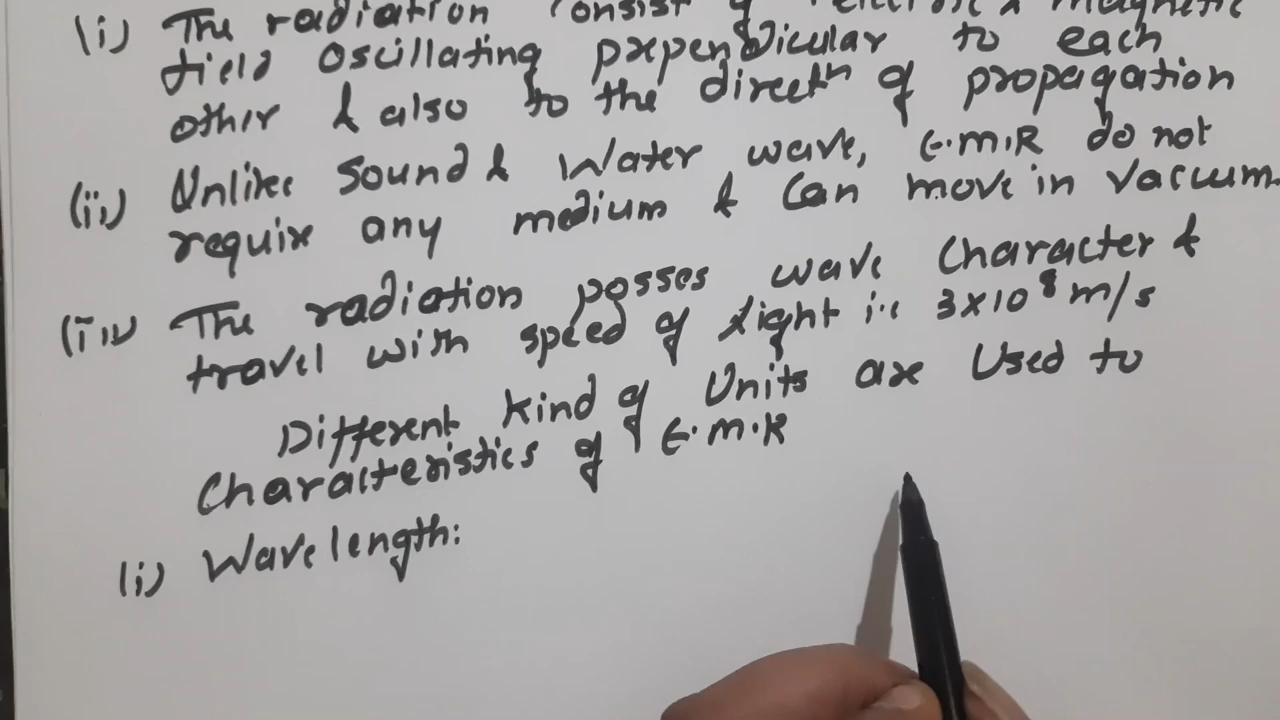 (i) The radiation consist of electric & magnetic
field oscillating prependicular to each
other & also to the directn of propagation
(ii) Unlike sound & water wave, E.M.R do not
require any medium & can move in vacuum.
(iii) The radiation posses wave character &
travel with speed of light i.e 3x10⁸ m/s
Different kind of Units are used to
Characteristics of E.M.R
(i) Wavelength: